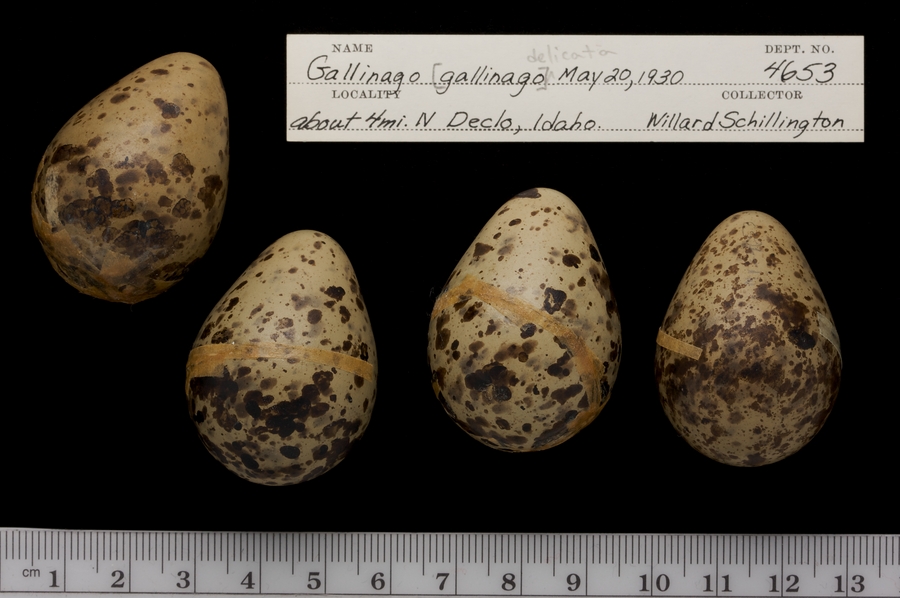 NAME DEPT. NO.
delicata
Gallinago [gallinago] May 20, 1930 4653
LOCALITY COLLECTOR
about 4mi. N Declo, Idaho. Willard Schillington
cm 1 2 3 4 5 6 7 8 9 10 11 12 13